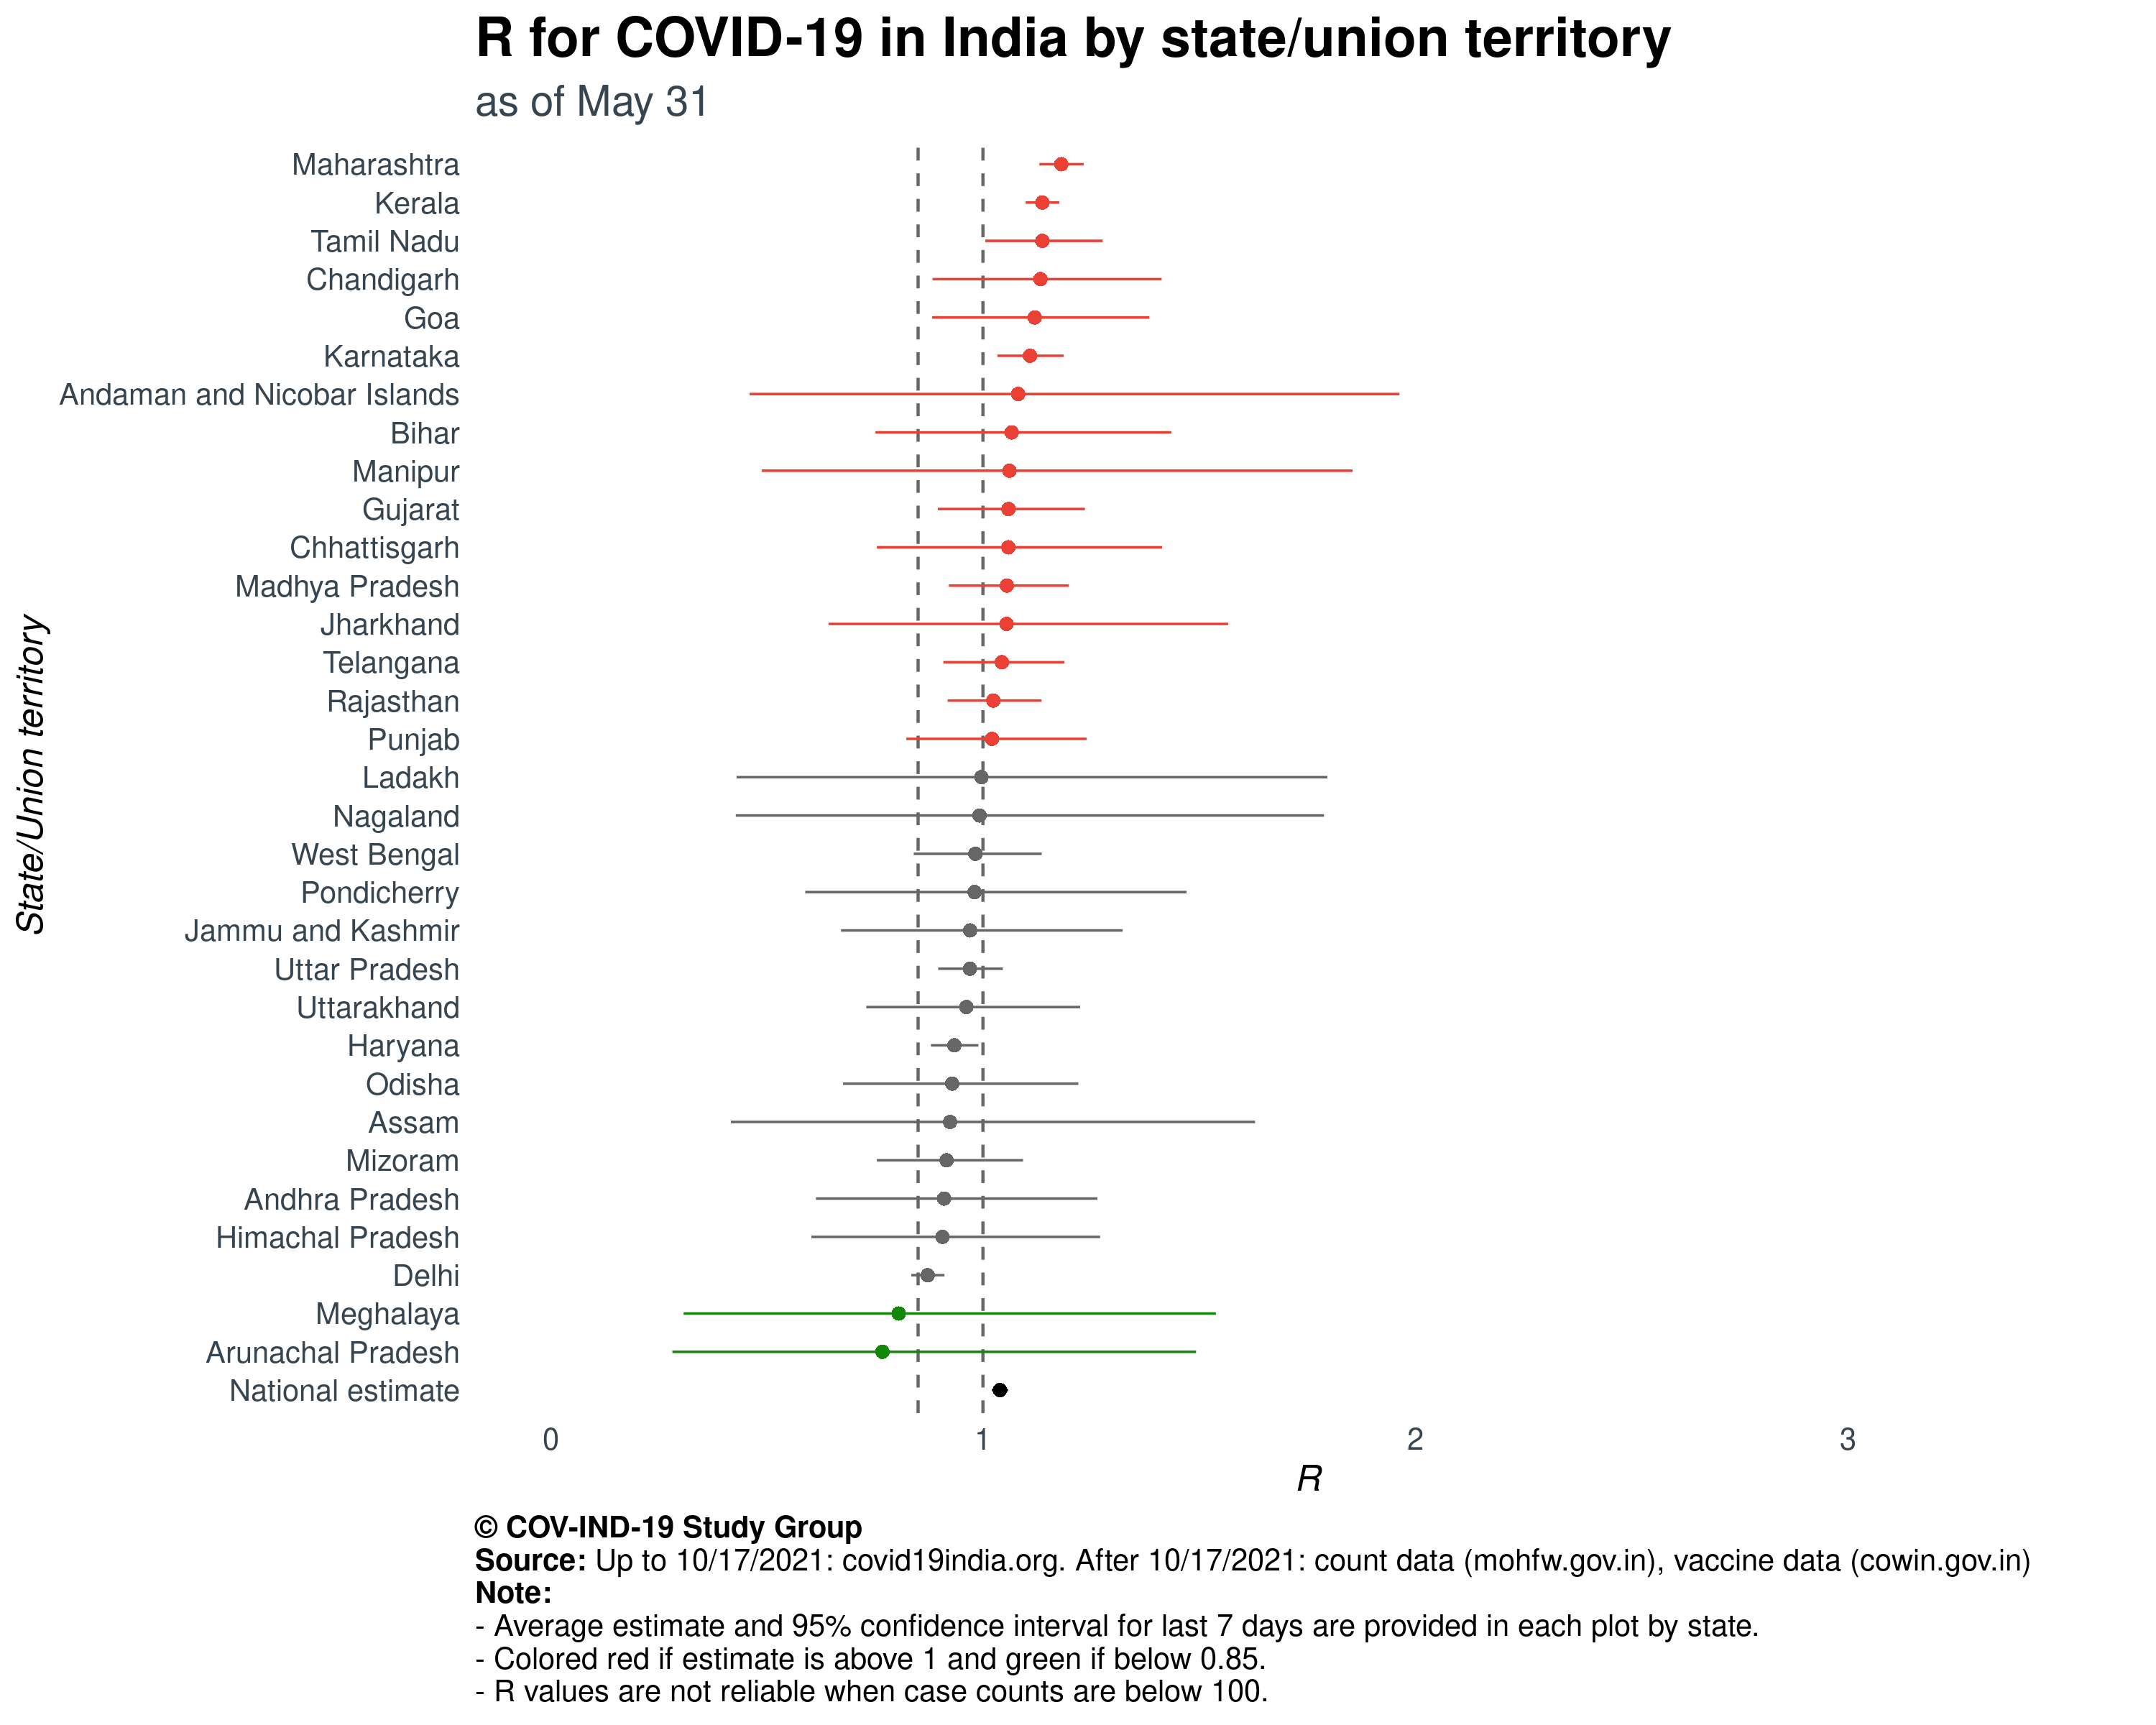 R for COVID-19 in India by state/union territory
as of May 31
State/Union territory
Maharashtra
Kerala
Tamil Nadu
Chandigarh
Goa
Karnataka
Andaman and Nicobar Islands
Bihar
Manipur
Gujarat
Chhattisgarh
Madhya Pradesh
Jharkhand
Telangana
Rajasthan
Punjab
Ladakh
Nagaland
West Bengal
Pondicherry
Jammu and Kashmir
Uttar Pradesh
Uttarakhand
Haryana
Odisha
Assam
Mizoram
Andhra Pradesh
Himachal Pradesh
Delhi
Meghalaya
Arunachal Pradesh
National estimate
0 1 2 3
R
© COV-IND-19 Study Group
Source: Up to 10/17/2021: covid19india.org. After 10/17/2021: count data (mohfw.gov.in), vaccine data (cowin.gov.in)
Note:
- Average estimate and 95% confidence interval for last 7 days are provided in each plot by state.
- Colored red if estimate is above 1 and green if below 0.85.
- R values are not reliable when case counts are below 100.